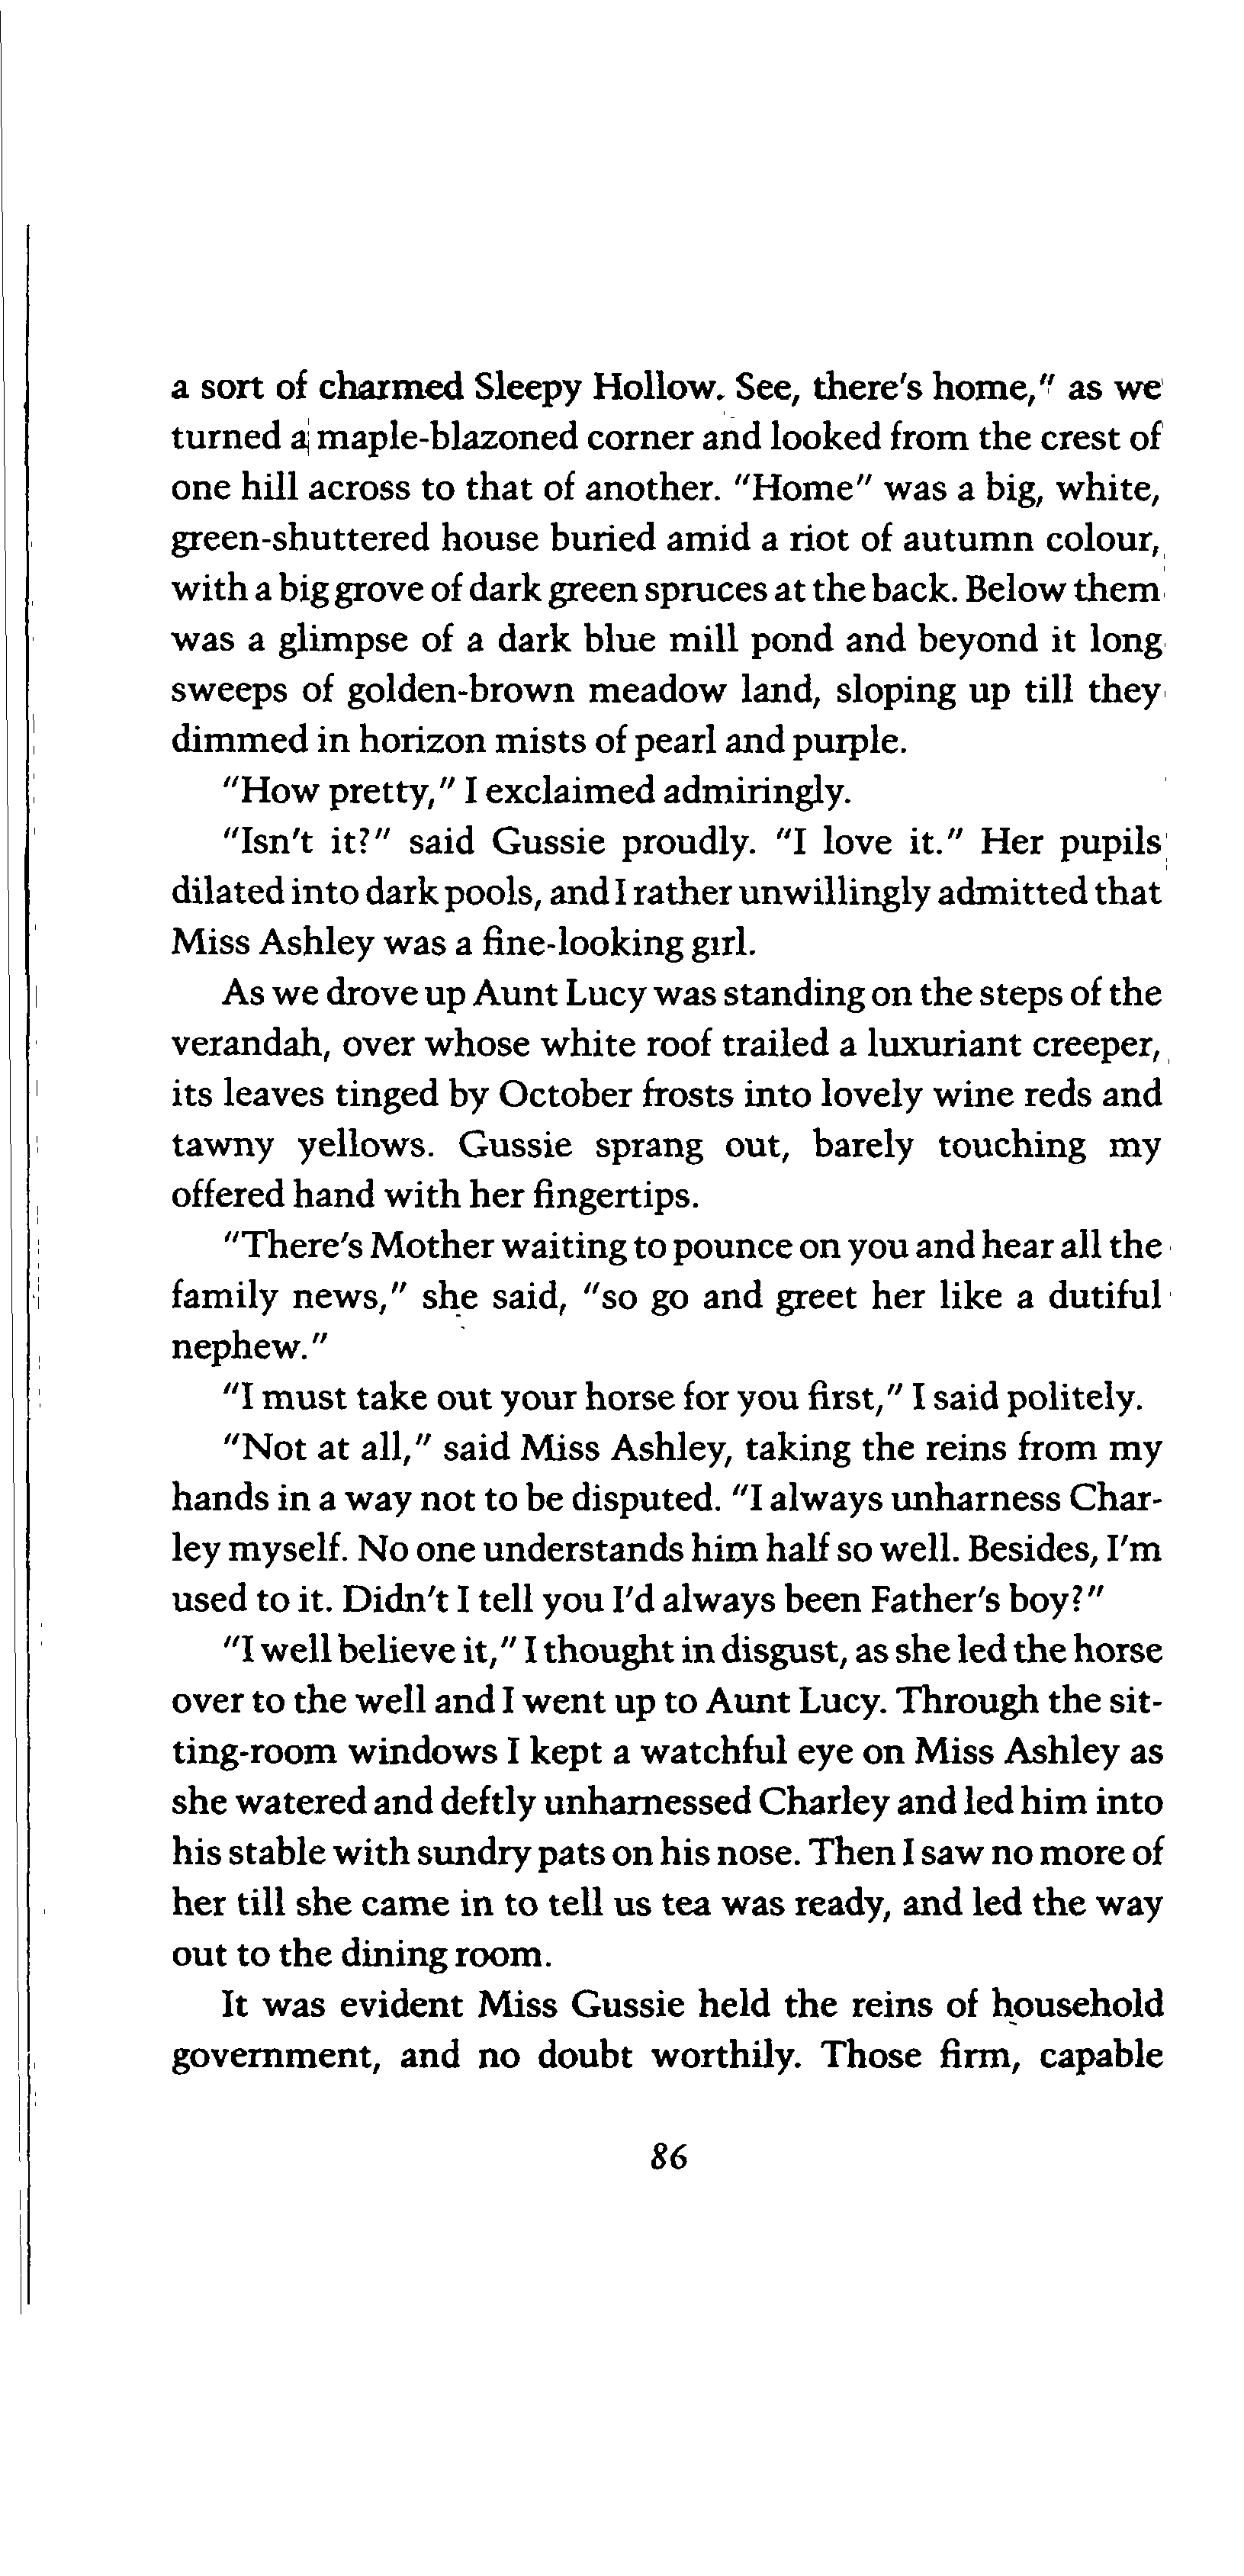 a sort of charmed Sleepy Hollow. See, there's home," as we
turned a maple-blazoned corner and looked from the crest of
one hill across to that of another. "Home" was a big, white,
green-shuttered house buried amid a riot of autumn colour,
with a big grove of dark green spruces at the back. Below them
was a glimpse of a dark blue mill pond and beyond it long
sweeps of golden-brown meadow land, sloping up till they
dimmed in horizon mists of pearl and purple.
"How pretty," I exclaimed admiringly.
"Isn't it?" said Gussie proudly. "I love it." Her pupils
dilated into dark pools, and I rather unwillingly admitted that
Miss Ashley was a fine-looking girl.
As we drove up Aunt Lucy was standing on the steps of the
verandah, over whose white roof trailed a luxuriant creeper,
its leaves tinged by October frosts into lovely wine reds and
tawny yellows. Gussie sprang out, barely touching my
offered hand with her fingertips.
"There's Mother waiting to pounce on you and hear all the
family news," she said, "so go and greet her like a dutiful
nephew."
"I must take out your horse for you first," I said politely.
"Not at all," said Miss Ashley, taking the reins from my
hands in a way not to be disputed. "I always unharness Char-
ley myself. No one understands him half so well. Besides, I'm
used to it. Didn't I tell you I'd always been Father's boy?"
"I well believe it," I thought in disgust, as she led the horse
over to the well and I went up to Aunt Lucy. Through the sit-
ting-room windows I kept a watchful eye on Miss Ashley as
she watered and deftly unharnessed Charley and led him into
his stable with sundry pats on his nose. Then I saw no more of
her till she came in to tell us tea was ready, and led the way
out to the dining room.
It was evident Miss Gussie held the reins of household
government, and no doubt worthily. Those firm, capable
86